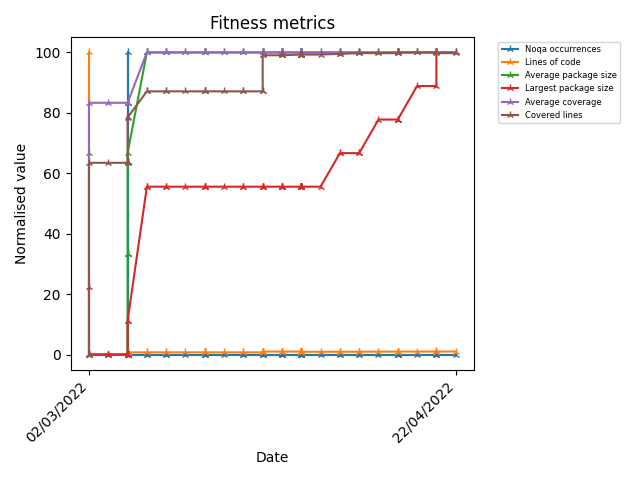 Fitness metrics
Noqa occurrences
Lines of code
Average package size
Largest package size
Average coverage
Covered lines
Normalised value
100
80
60
40
20
0
02/03/2022
22/04/2022
Date